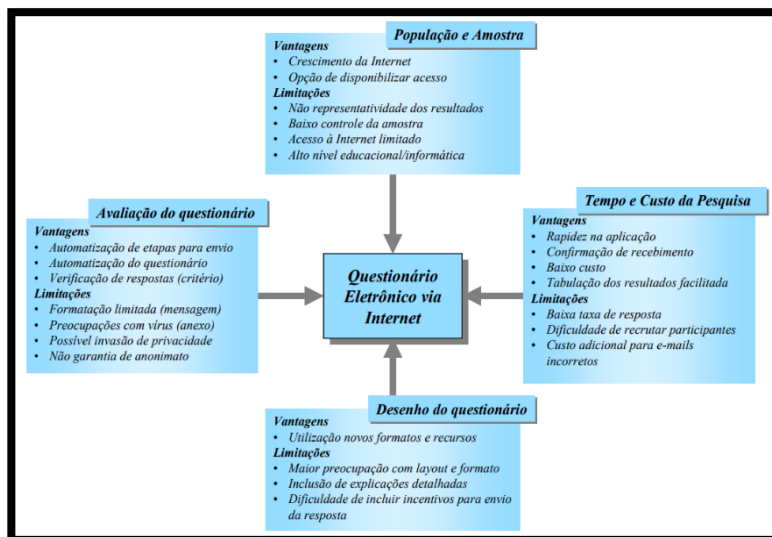 População e Amostra
Vantagens
• Crescimento da Internet
• Opção de disponibilizar acesso
Limitações
• Não representatividade dos resultados
• Baixo controle da amostra
• Acesso à Internet limitado
• Alto nível educacional/informática
Avaliação do questionário
Vantagens
• Automatização de etapas para envio
• Automatização do questionário
• Verificação de respostas (critério)
Limitações
• Formatação limitada (mensagem)
• Preocupações com vírus (anexo)
• Possível invasão de privacidade
• Não garantia de anonimato
Questionário
Eletrônico via
Internet
Tempo e Custo da Pesquisa
Vantagens
• Rapidez na aplicação
• Confirmação de recebimento
• Baixo custo
• Tabulação dos resultados facilitada
Limitações
• Baixa taxa de resposta
• Dificuldade de recrutar participantes
• Custo adicional para e-mails
incorretos
Desenho do questionário
Vantagens
• Utilização novos formatos e recursos
Limitações
• Maior preocupação com layout e formato
• Inclusão de explicações detalhadas
• Dificuldade de incluir incentivos para envio
da resposta